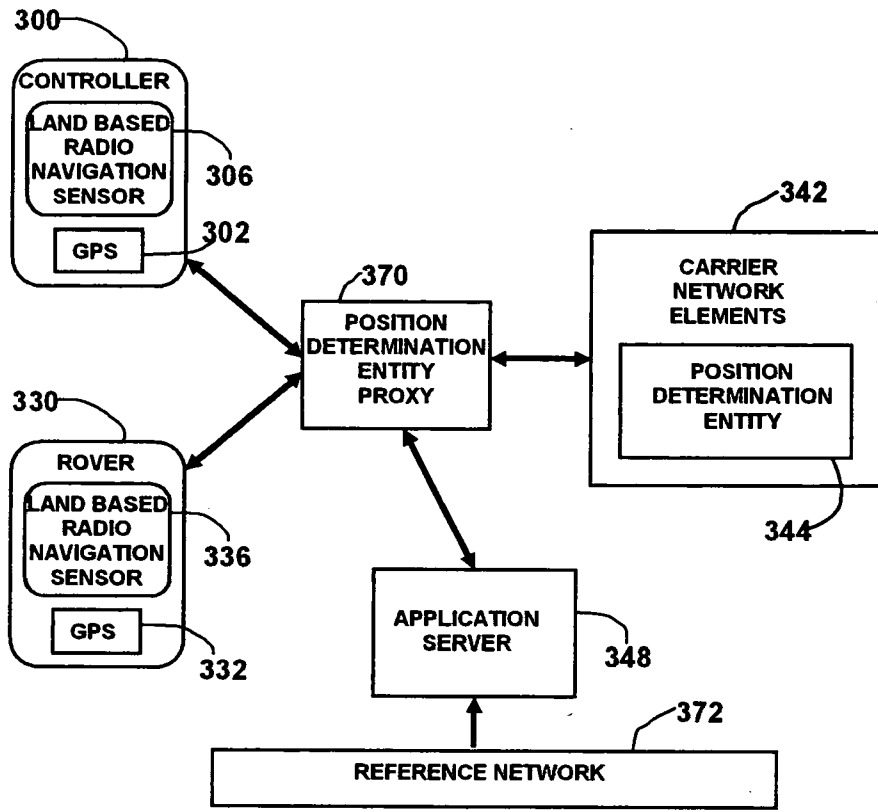 300
CONTROLLER
LAND BASED
RADIO
NAVIGATION
SENSOR
306
302
GPS
342
370
CARRIER
NETWORK
ELEMENTS
POSITION
DETERMINATION
ENTITY
PROXY
POSITION
DETERMINATION
ENTITY
330
ROVER
LAND BASED
RADIO
NAVIGATION
SENSOR
336
344
GPS
332
APPLICATION
SERVER
348
372
REFERENCE NETWORK